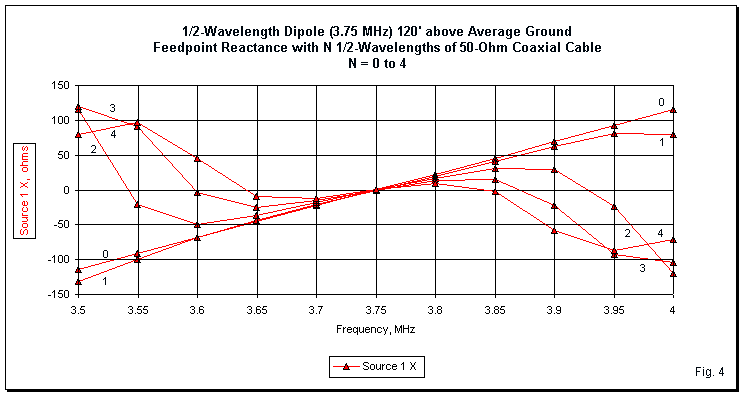 1/2-Wavelength Dipole (3.75 MHz) 120' above Average Ground
Feedpoint Reactance with N 1/2-Wavelengths of 50-Ohm Coaxial Cable
N = 0 to 4
Source 1 X, ohms
150
100
50
0
-50
-100
-150
3
4
2
0
1
0
1
2
4
3
3.5 3.55 3.6 3.65 3.7 3.75 3.8 3.85 3.9 3.95 4
Frequency, MHz
Source 1 X
Fig. 4